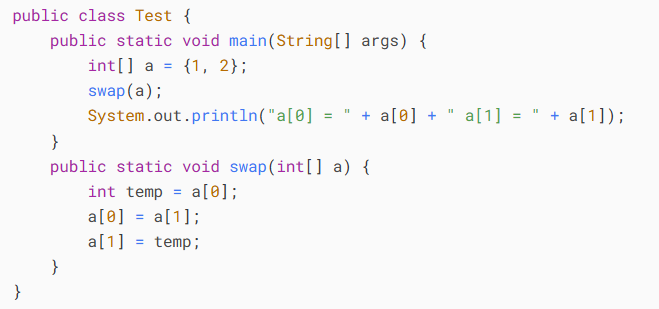 public class Test {
    public static void main(String[] args) {
        int[] a = {1, 2};
        swap(a);
        System.out.println("a[0] = " + a[0] + " a[1] = " + a[1]);
    }
    public static void swap(int[] a) {
        int temp = a[0];
        a[0] = a[1];
        a[1] = temp;
    }
}